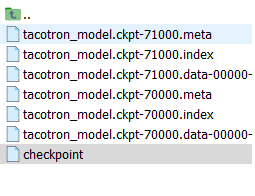 ..
tacotron_model.ckpt-71000.meta
tacotron_model.ckpt-71000.index
tacotron_model.ckpt-71000.data-00000-
tacotron_model.ckpt-70000.meta
tacotron_model.ckpt-70000.index
tacotron_model.ckpt-70000.data-00000-
checkpoint